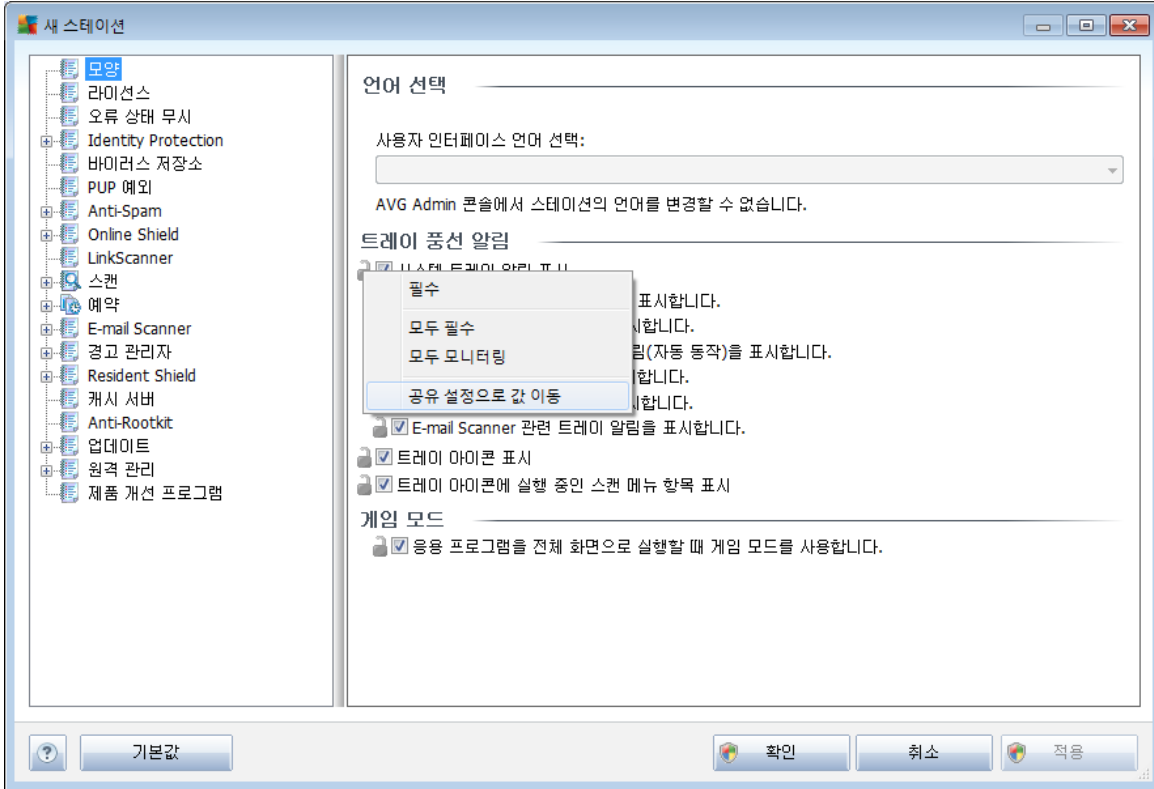 새 스테이션
모양
라이선스
오류 상태 무시
Identity Protection
바이러스 저장소
PUP 예외
Anti-Spam
Online Shield
LinkScanner
스캔
예약
E-mail Scanner
경고 관리자
Resident Shield
캐시 서버
Anti-Rootkit
업데이트
원격 관리
제품 개선 프로그램
언어 선택
사용자 인터페이스 언어 선택:
AVG Admin 콘솔에서 스테이션의 언어를 변경할 수 없습니다.
트레이 풍선 알림
시스템 트레이 알림 표시
필수
모두 필수
모두 모니터링
공유 설정으로 값 이동
표시합니다.
시합니다.
림(자동 동작)을 표시합니다.
합니다.
시합니다.
E-mail Scanner 관련 트레이 알림을 표시합니다.
트레이 아이콘 표시
트레이 아이콘에 실행 중인 스캔 메뉴 항목 표시
게임 모드
응용 프로그램을 전체 화면으로 실행할 때 게임 모드를 사용합니다.
기본값
확인
취소
적용